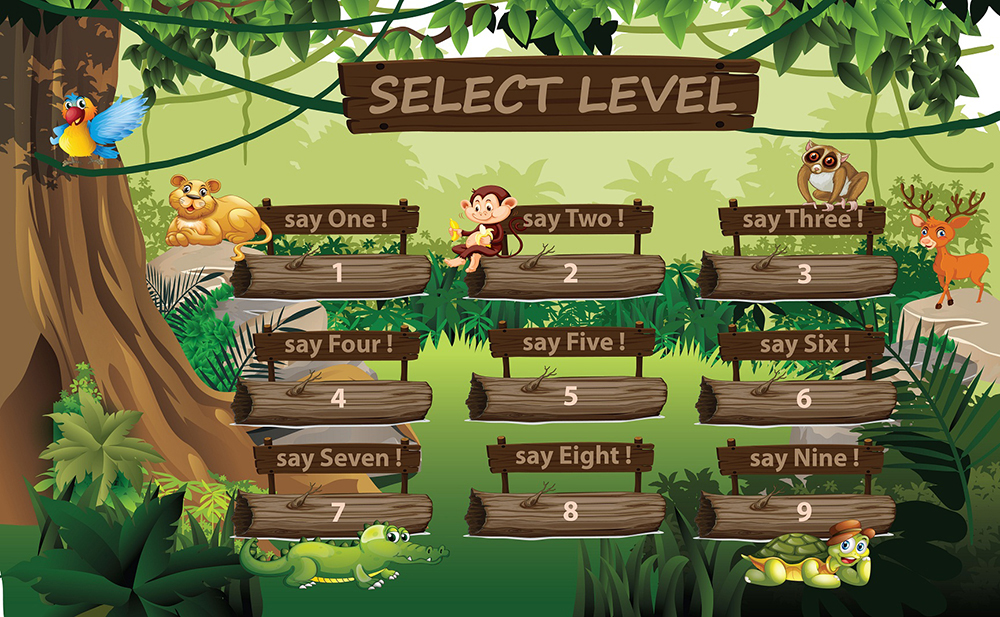 SELECT LEVEL
say One !
say Two !
say Three !
1
2
3
say Four !
say Five !
say Six !
4
5
6
say Seven !
say Eight !
say Nine !
7
8
9